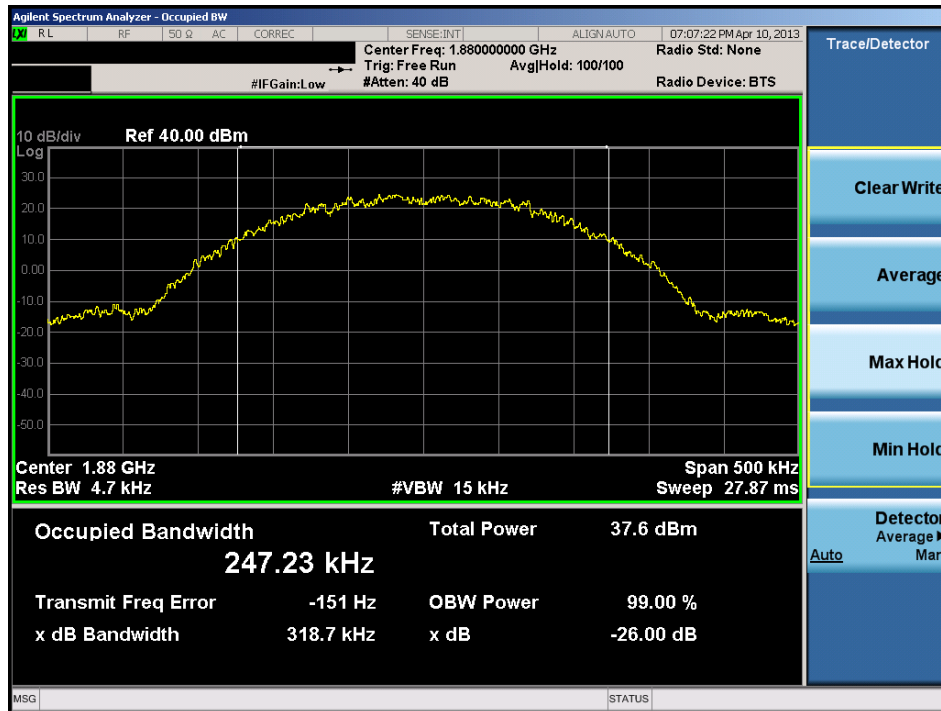 Agilent Spectrum Analyzer - Occupied BW
LXI RL RF 50 Ω AC CORREC SENSE:INT ALIGN AUTO 07:07:22 PM Apr 10, 2013
Center Freq: 1.880000000 GHz Radio Std: None
Trig: Free Run Avg|Hold: 100/100
#IFGain:Low #Atten: 40 dB Radio Device: BTS
Trace/Detector
10 dB/div Ref 40.00 dBm
Log
30.0
20.0
10.0
0.00
-10.0
-20.0
-30.0
-40.0
-50.0
Center 1.88 GHz Span 500 kHz
Res BW 4.7 kHz #VBW 15 kHz Sweep 27.87 ms
Occupied Bandwidth Total Power 37.6 dBm
247.23 kHz
Transmit Freq Error -151 Hz OBW Power 99.00 %
x dB Bandwidth 318.7 kHz x dB -26.00 dB
Clear Write
Average
Max Hold
Min Hold
Detector
Average
Auto Man
MSG STATUS